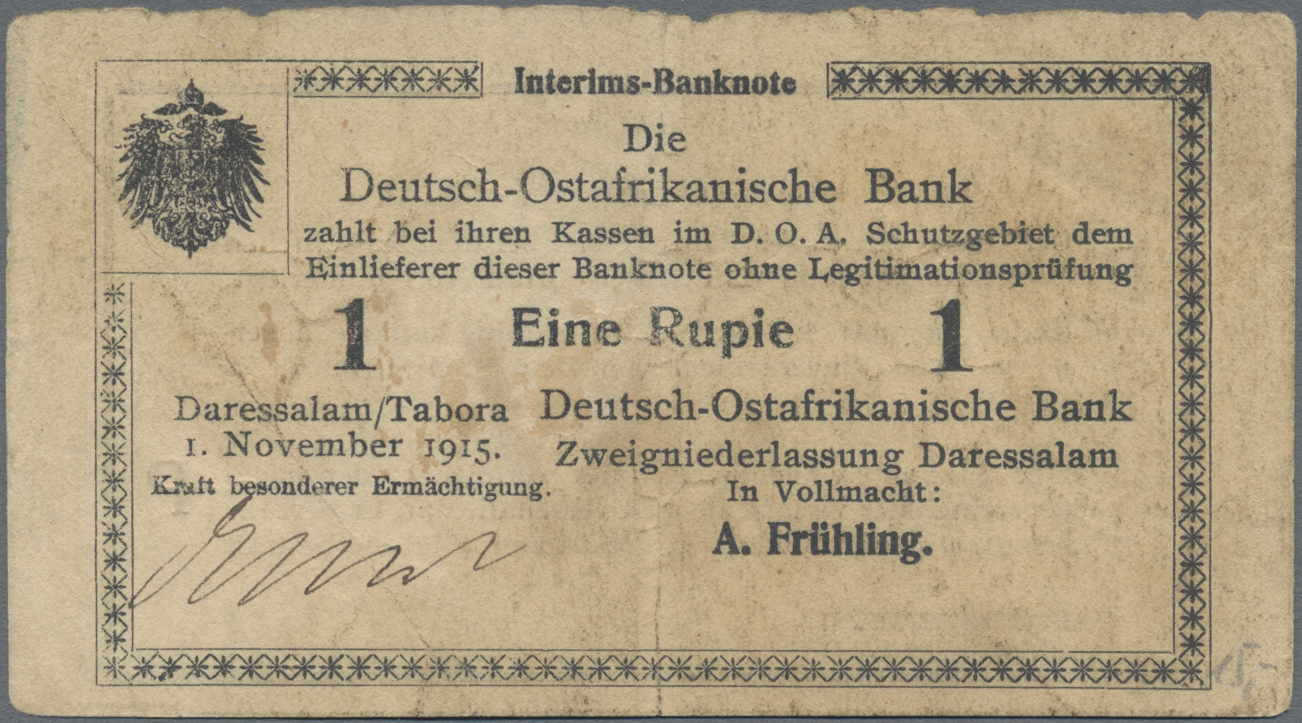 Interims-Banknote
Die
Deutsch-Ostafrikanische Bank
zahlt bei ihren Kassen im D. O. A. Schutzgebiet dem
Einlieferer dieser Banknote ohne Legitimationsprüfung
1 Eine Rupie 1
Daressalam/Tabora
1. November 1915.
Kraft besonderer Ermächtigung.
Deutsch-Ostafrikanische Bank
Zweigniederlassung Daressalam
In Vollmacht:
A. Frühling.
15,-